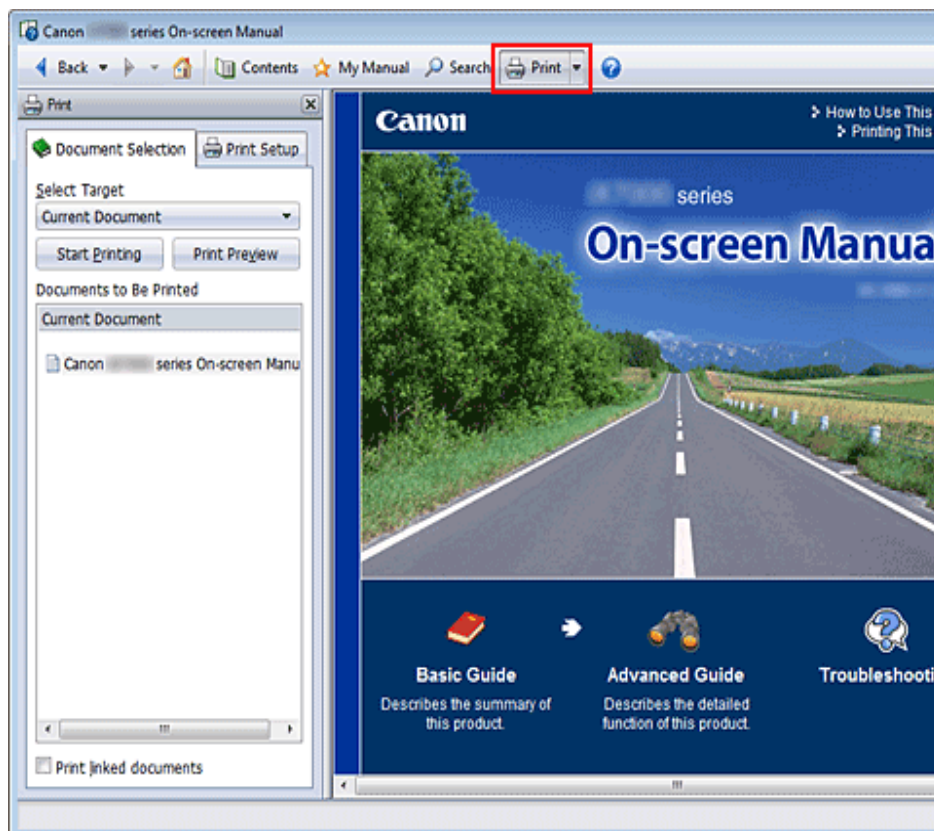 Canon series On-screen Manual
Back Contents My Manual Search Print
Print
Document Selection Print Setup
Select Target
Current Document
Start Printing Print Preview
Documents to Be Printed
Current Document
Canon series On-screen Manu
Print linked documents
Canon
How to Use This
Printing This
series
On-screen Manua
Basic Guide
Describes the summary of
this product.
Advanced Guide
Describes the detailed
function of this product.
Troubleshooti